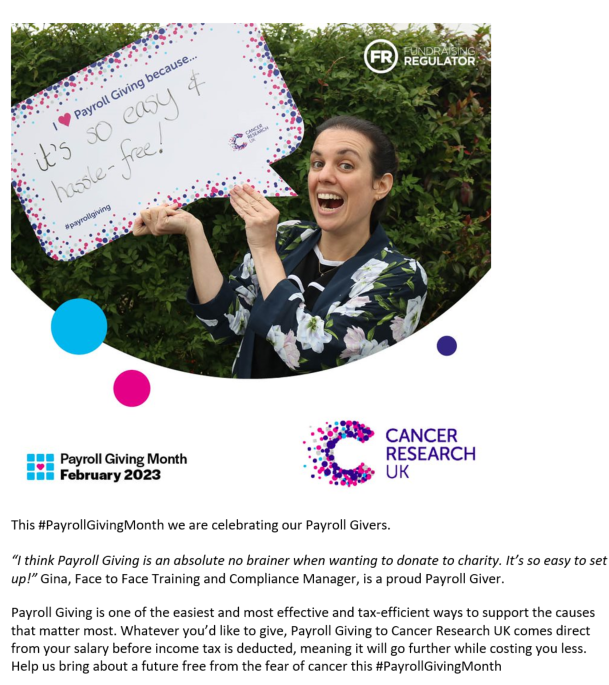 FR FUNDRAISING
REGULATOR
I ♥ Payroll Giving because...
it's so easy &
hassle-free!
CANCER
RESEARCH
UK
#payrollgiving
Payroll Giving Month
February 2023
CANCER
RESEARCH
UK
This #PayrollGivingMonth we are celebrating our Payroll Givers.
“I think Payroll Giving is an absolute no brainer when wanting to donate to charity. It’s so easy to set
up!” Gina, Face to Face Training and Compliance Manager, is a proud Payroll Giver.
Payroll Giving is one of the easiest and most effective and tax-efficient ways to support the causes
that matter most. Whatever you’d like to give, Payroll Giving to Cancer Research UK comes direct
from your salary before income tax is deducted, meaning it will go further while costing you less.
Help us bring about a future free from the fear of cancer this #PayrollGivingMonth